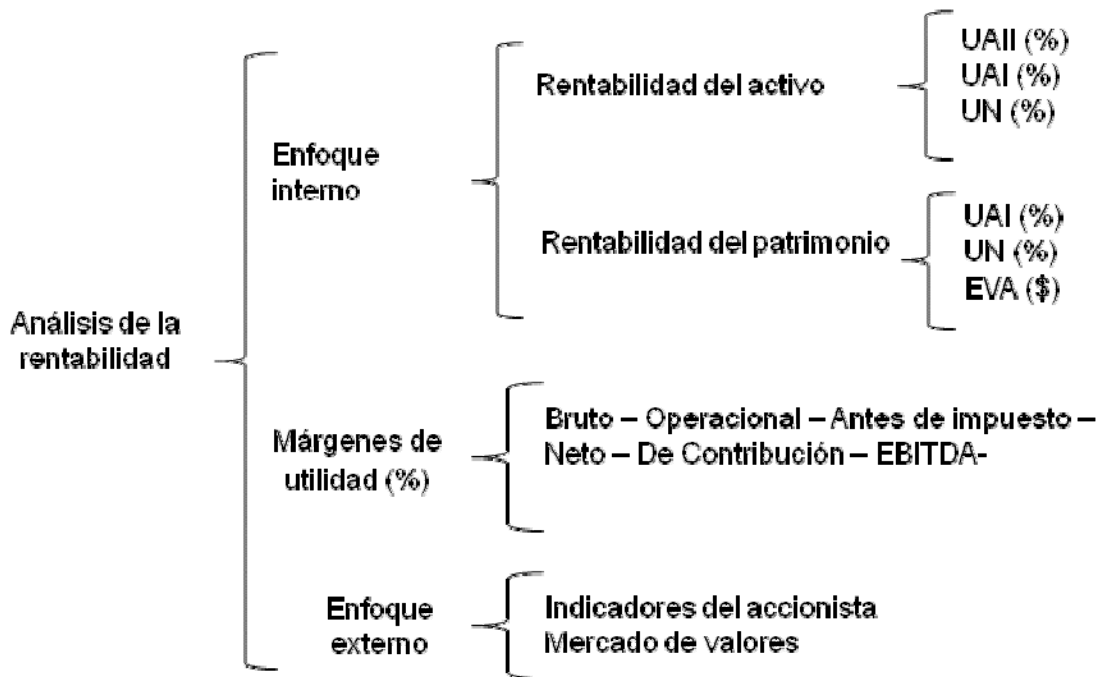 Análisis de la
rentabilidad
Enfoque
interno
Rentabilidad del activo
UAII (%)
UAI (%)
UN (%)
Rentabilidad del patrimonio
UAI (%)
UN (%)
EVA ($)
Márgenes de
utilidad (%)
Bruto – Operacional – Antes de impuesto –
Neto – De Contribución – EBITDA-
Enfoque
externo
Indicadores del accionista
Mercado de valores